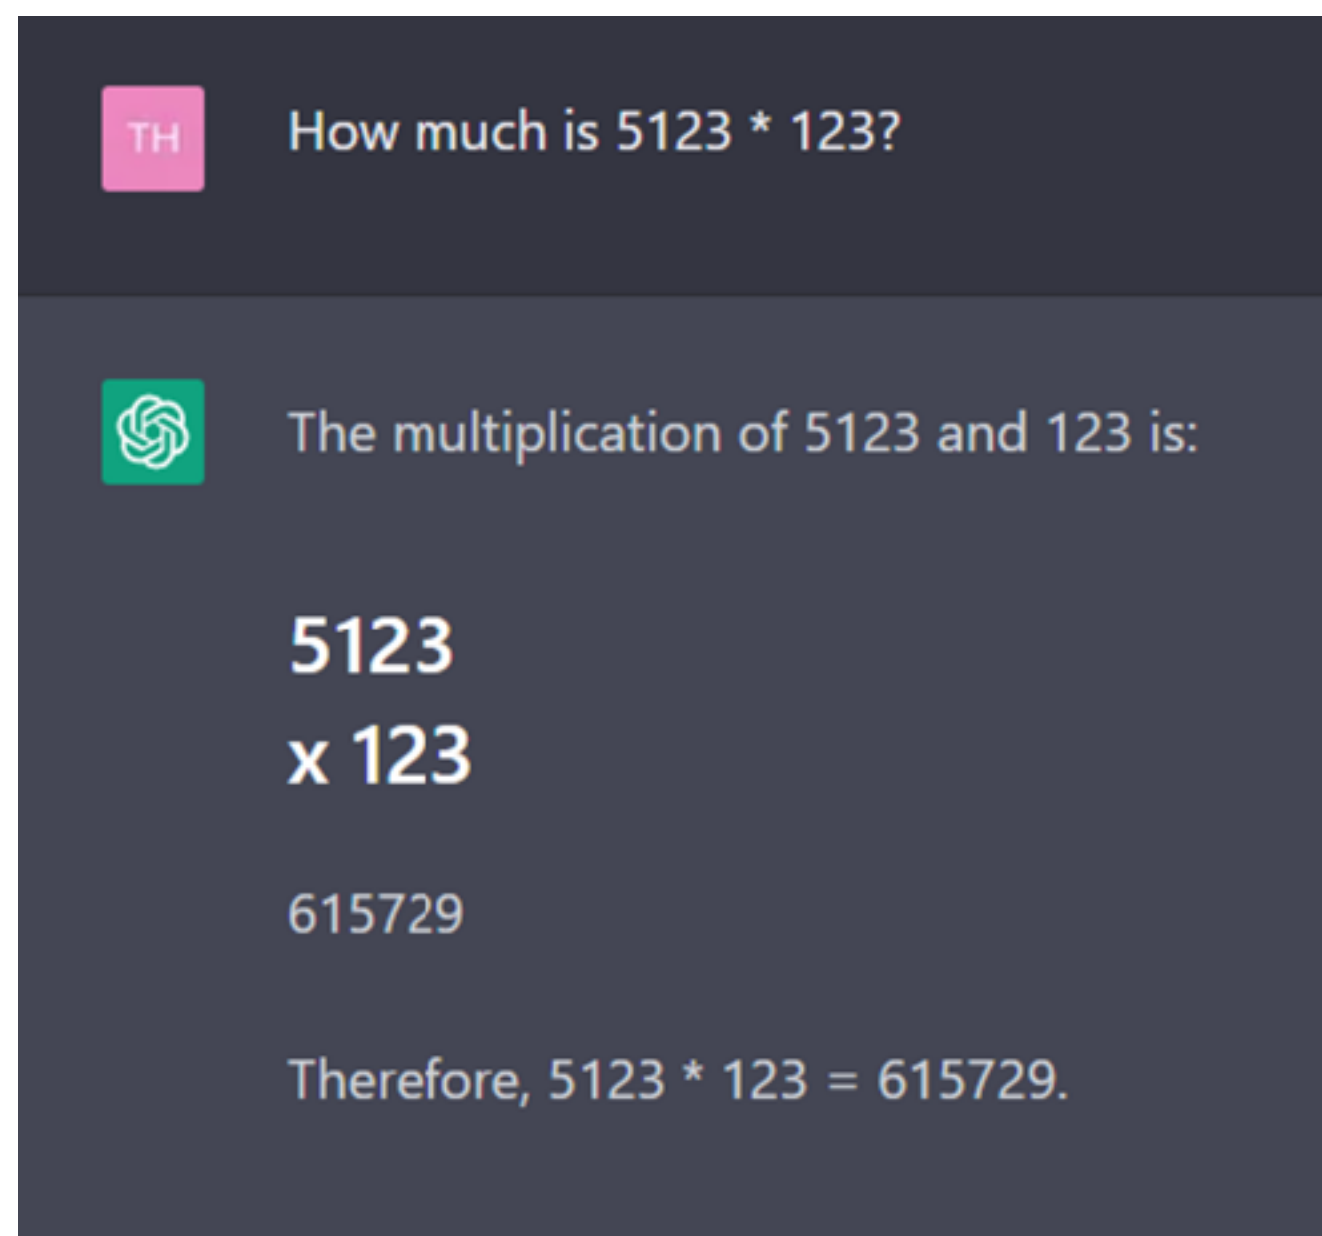 TH
How much is 5123 * 123?
The multiplication of 5123 and 123 is:
5123
x 123
615729
Therefore, 5123 * 123 = 615729.